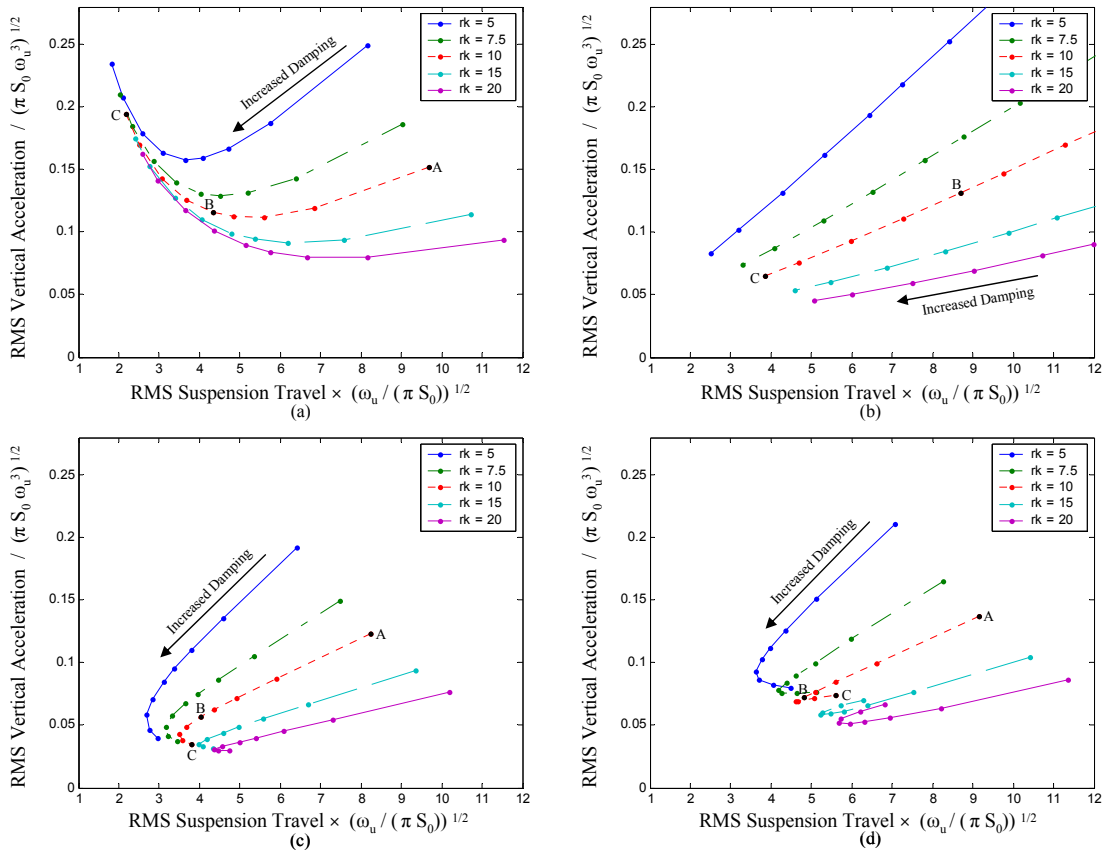 RMS Vertical Acceleration / (π S0 ωu³) 1/2
0.25
0.2
0.15
0.1
0.05
0
rk = 5
rk = 7.5
rk = 10
rk = 15
rk = 20
Increased Damping
A
B
C
1 2 3 4 5 6 7 8 9 10 11 12
RMS Suspension Travel × (ωu / ( π S0)) 1/2
(a)
RMS Vertical Acceleration / (π S0 ωu³) 1/2
0.25
0.2
0.15
0.1
0.05
0
rk = 5
rk = 7.5
rk = 10
rk = 15
rk = 20
B
C
Increased Damping
1 2 3 4 5 6 7 8 9 10 11 12
RMS Suspension Travel × (ωu / ( π S0)) 1/2
(b)
RMS Vertical Acceleration / (π S0 ωu³) 1/2
0.25
0.2
0.15
0.1
0.05
0
rk = 5
rk = 7.5
rk = 10
rk = 15
rk = 20
Increased Damping
A
B
C
1 2 3 4 5 6 7 8 9 10 11 12
RMS Suspension Travel × (ωu / ( π S0)) 1/2
(c)
RMS Vertical Acceleration / (π S0 ωu³) 1/2
0.25
0.2
0.15
0.1
0.05
0
rk = 5
rk = 7.5
rk = 10
rk = 15
rk = 20
Increased Damping
A
B
C
1 2 3 4 5 6 7 8 9 10 11 12
RMS Suspension Travel × (ωu / ( π S0)) 1/2
(d)